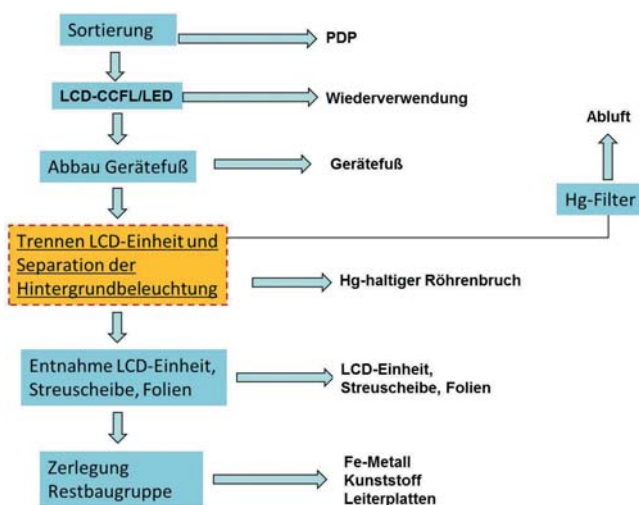 Sortierung
PDP
LCD-CCFL/LED
Wiederverwendung
Abluft
Abbau Gerätefuß
Gerätefuß
Hg-Filter
Trennen LCD-Einheit und
Separation der
Hintergrundbeleuchtung
Hg-haltiger Röhrenbruch
Entnahme LCD-Einheit,
Streuscheibe, Folien
LCD-Einheit,
Streuscheibe, Folien
Zerlegung
Restbaugruppe
Fe-Metall
Kunststoff
Leiterplatten